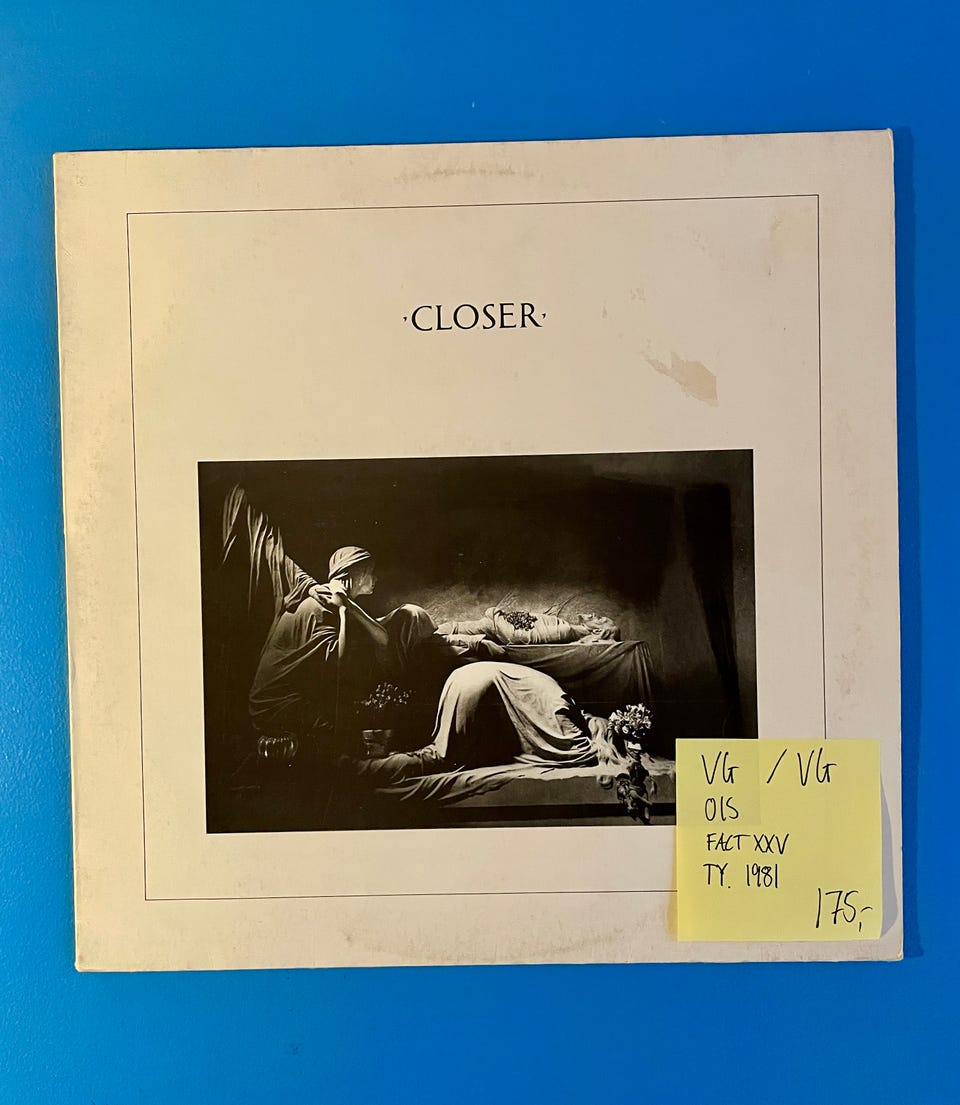 ·CLOSER·
VG / VG
OIS
FACT XXV
TY. 1981
175,-